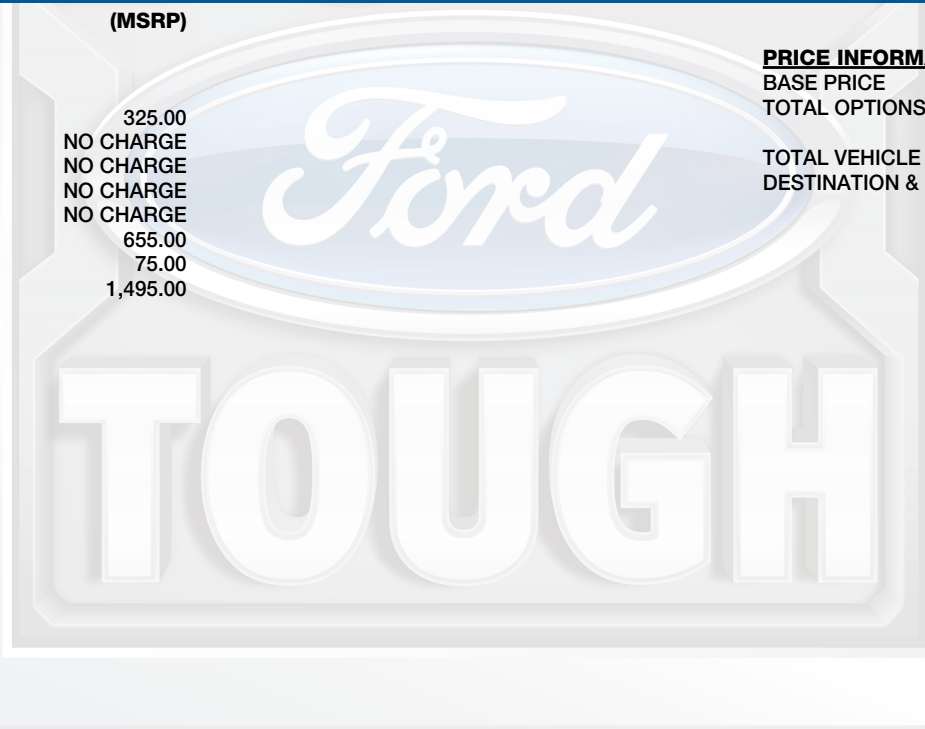 (MSRP)
325.00
NO CHARGE
NO CHARGE
NO CHARGE
NO CHARGE
655.00
75.00
1,495.00
PRICE INFORM
BASE PRICE
TOTAL OPTIONS
TOTAL VEHICLE
DESTINATION &
Ford
TOUGH